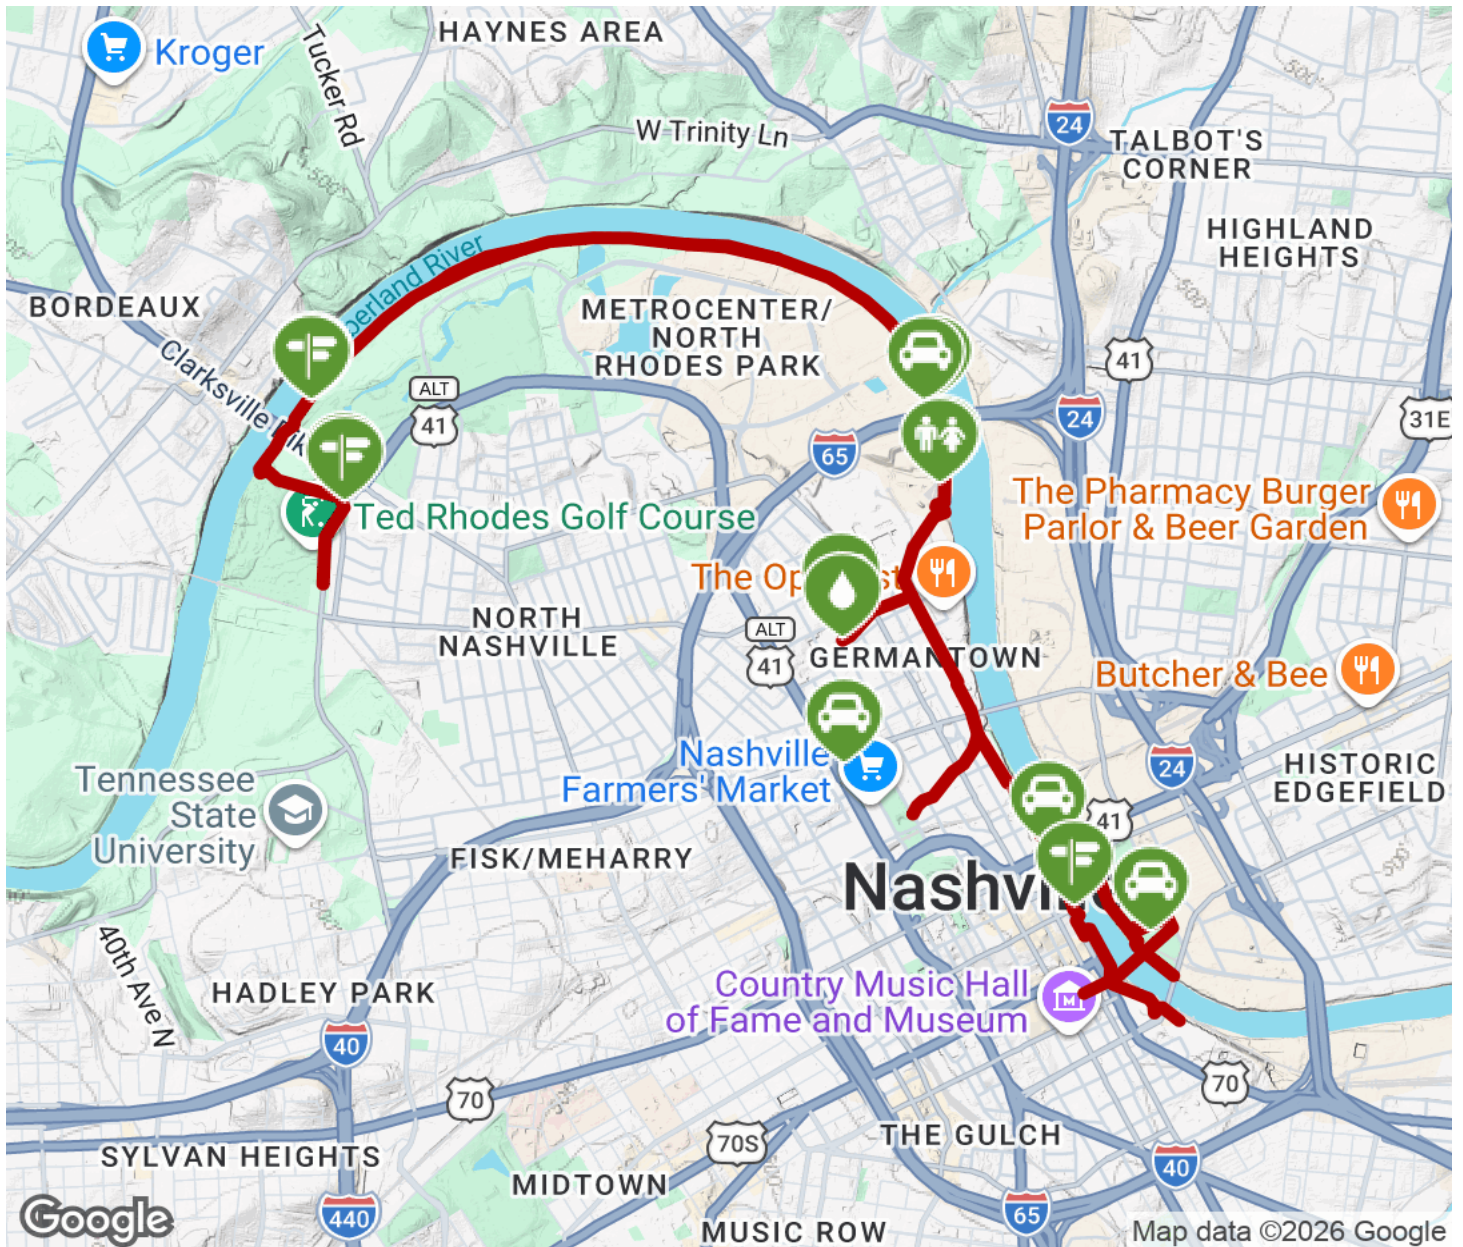 HAYNES AREA
Kroger
Tucker Rd
W Trinity Ln
24
TALBOT'S
CORNER
500'
500'
HIGHLAND
HEIGHTS
berland River
BORDEAUX
METROCENTER/
NORTH
RHODES PARK
Clarksville
41
ALT
41
24
31E
65
The Pharmacy Burger
Parlor & Beer Garden
Ted Rhodes Golf Course
The Op
st
NORTH
NASHVILLE
ALT
41
GERMANTOWN
Butcher & Bee
Nashville
Farmers' Market
24
HISTORIC
EDGEFIELD
Tennessee
State
University
41
FISK/MEHARRY
Nashvi
40th Ave N
HADLEY PARK
Country Music Hall
of Fame and Museum
M
40
70
70
70S
THE GULCH
SYLVAN HEIGHTS
40
MIDTOWN
440
65
MUSIC ROW
Google
Map data ©2026 Google